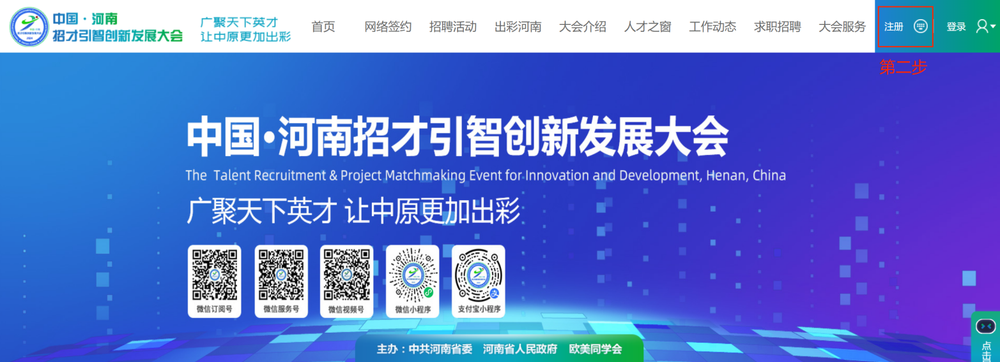 中国·河南
招才引智创新发展大会
广聚天下英才
让中原更加出彩
首页 网络签约 招聘活动 出彩河南 大会介绍 人才之窗 工作动态 求职招聘 大会服务 注册 登录
第二步
中国·河南招才引智创新发展大会
The Talent Recruitment & Project Matchmaking Event for Innovation and Development, Henan, China
广聚天下英才 让中原更加出彩
微信订阅号 微信服务号 微信视频号 微信小程序 支付宝小程序
主办：中共河南省委 河南省人民政府 欧美同学会
点击